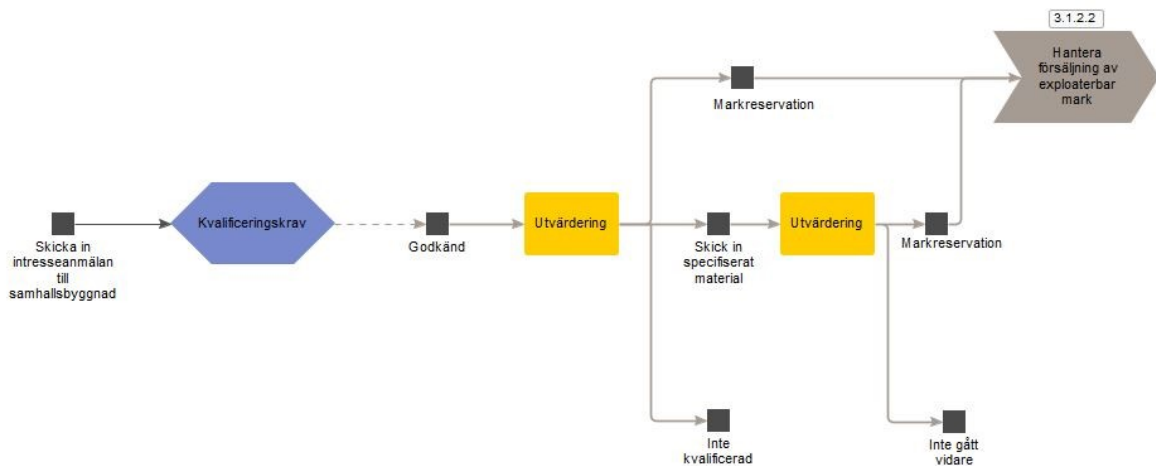 3.1.2.2
Hantera
försäljning av
exploaterbar
mark
Markreservation
Skicka in
intresseanmälan
till
samhallsbyggnad
Kvalificeringskrav
Godkänd
Utvärdering
Skick in
specifiserat
material
Utvärdering
Markreservation
Inte
kvalificerad
Inte gått
vidare